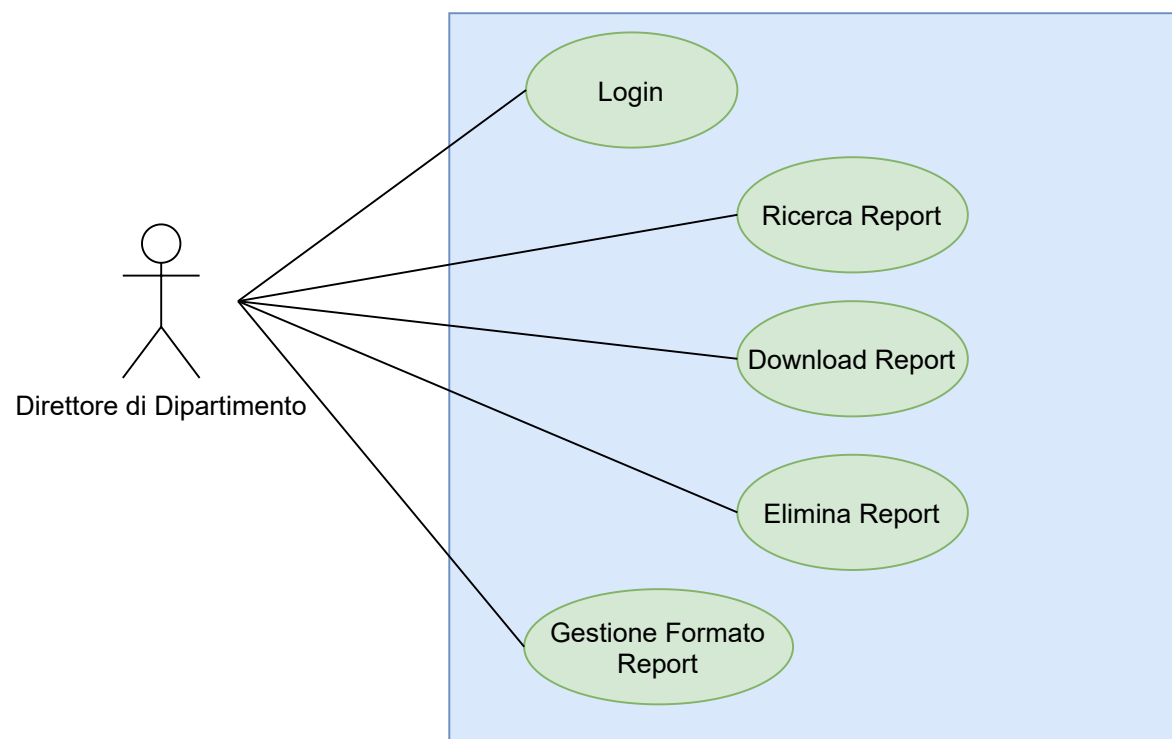 Login
Ricerca Report
Download Report
Direttore di Dipartimento
Elimina Report
Gestione Formato
Report